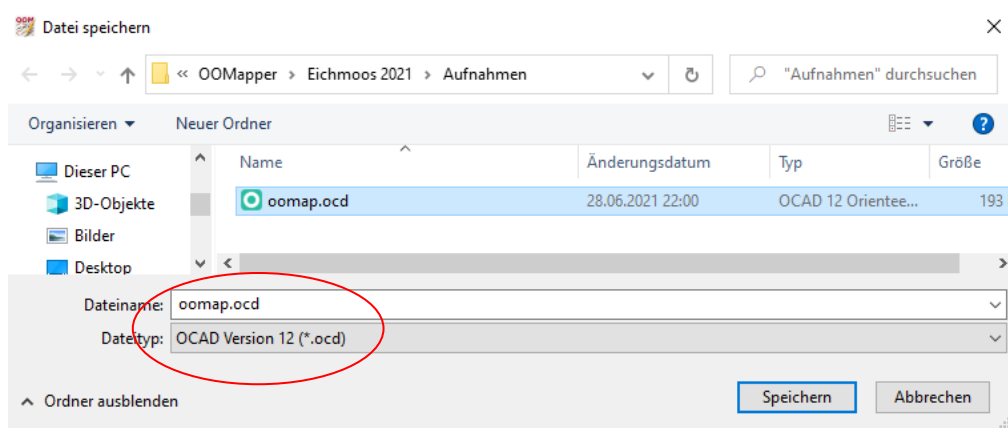 OOM Datei speichern
« OOMapper > Eichmoos 2021 > Aufnahmen "Aufnahmen" durchsuchen
Organisieren Neuer Ordner ?
Name Änderungsdatum Typ Größe
Dieser PC
oomap.ocd 28.06.2021 22:00 OCAD 12 Orientee... 193
3D-Objekte
Bilder
Desktop
Dateiname: oomap.ocd
Dateityp: OCAD Version 12 (*.ocd)
Ordner ausblenden Speichern Abbrechen